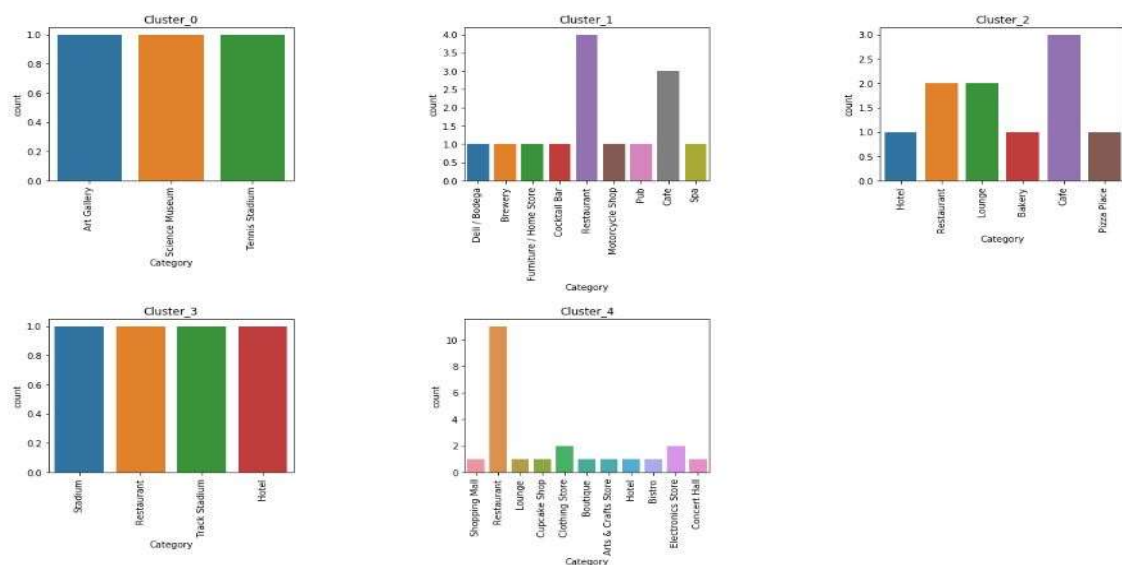 Cluster_0
1.0
0.8
0.6
0.4
0.2
0.0
count
Art Gallery
Science Museum
Tennis Stadium
Category
Cluster_1
4.0
3.5
3.0
2.5
2.0
1.5
1.0
0.5
0.0
count
Deli / Bodega
Brewery
Furniture / Home Store
Cocktail Bar
Restaurant
Motorcycle Shop
Pub
Cafe
Spa
Category
Cluster_2
3.0
2.5
2.0
1.5
1.0
0.5
0.0
count
Hotel
Restaurant
Lounge
Bakery
Cafe
Pizza Place
Category
Cluster_3
1.0
0.8
0.6
0.4
0.2
0.0
count
Stadium
Restaurant
Track Stadium
Hotel
Category
Cluster_4
10
8
6
4
2
0
count
Shopping Mall
Restaurant
Lounge
Cupcake Shop
Clothing Store
Boutique
Arts & Crafts Store
Hotel
Bistro
Electronics Store
Concert Hall
Category